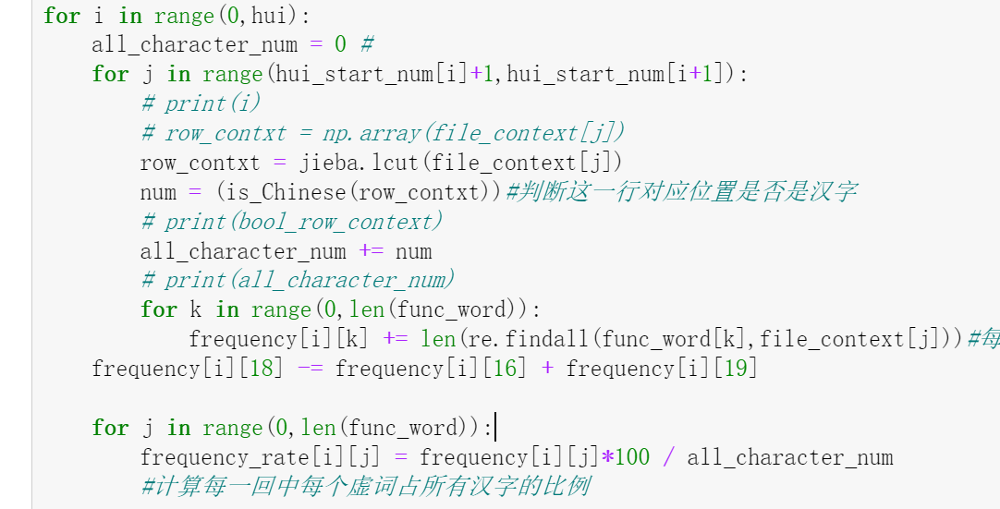 for i in range(0,hui):
    all_character_num = 0 #
    for j in range(hui_start_num[i]+1,hui_start_num[i+1]):
        # print(i)
        # row_contxt = np.array(file_context[j])
        row_contxt = jieba.lcut(file_context[j])
        num = (is_Chinese(row_contxt))#判断这一行对应位置是否是汉字
        # print(bool_row_context)
        all_character_num += num
        # print(all_character_num)
        for k in range(0,len(func_word)):
            frequency[i][k] += len(re.findall(func_word[k],file_context[j]))#每
    frequency[i][18] -= frequency[i][16] + frequency[i][19]
    for j in range(0,len(func_word)):
        frequency_rate[i][j] = frequency[i][j]*100 / all_character_num
        #计算每一回中每个虚词占所有汉字的比例